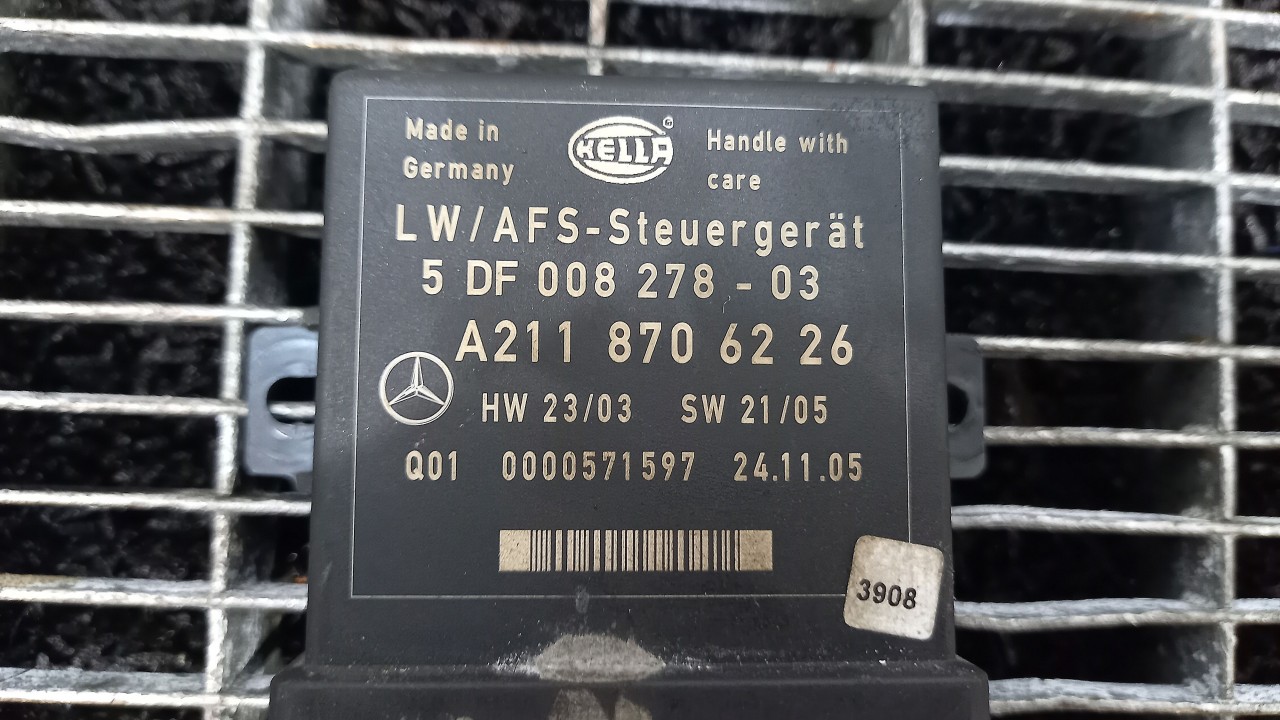 Made in
Germany
HELLA
Handle with
care
LW/AFS-Steuergerät
5 DF 008 278 - 03
A211 870 62 26
HW 23/03 SW 21/05
Q01 0000571597 24.11.05
3908